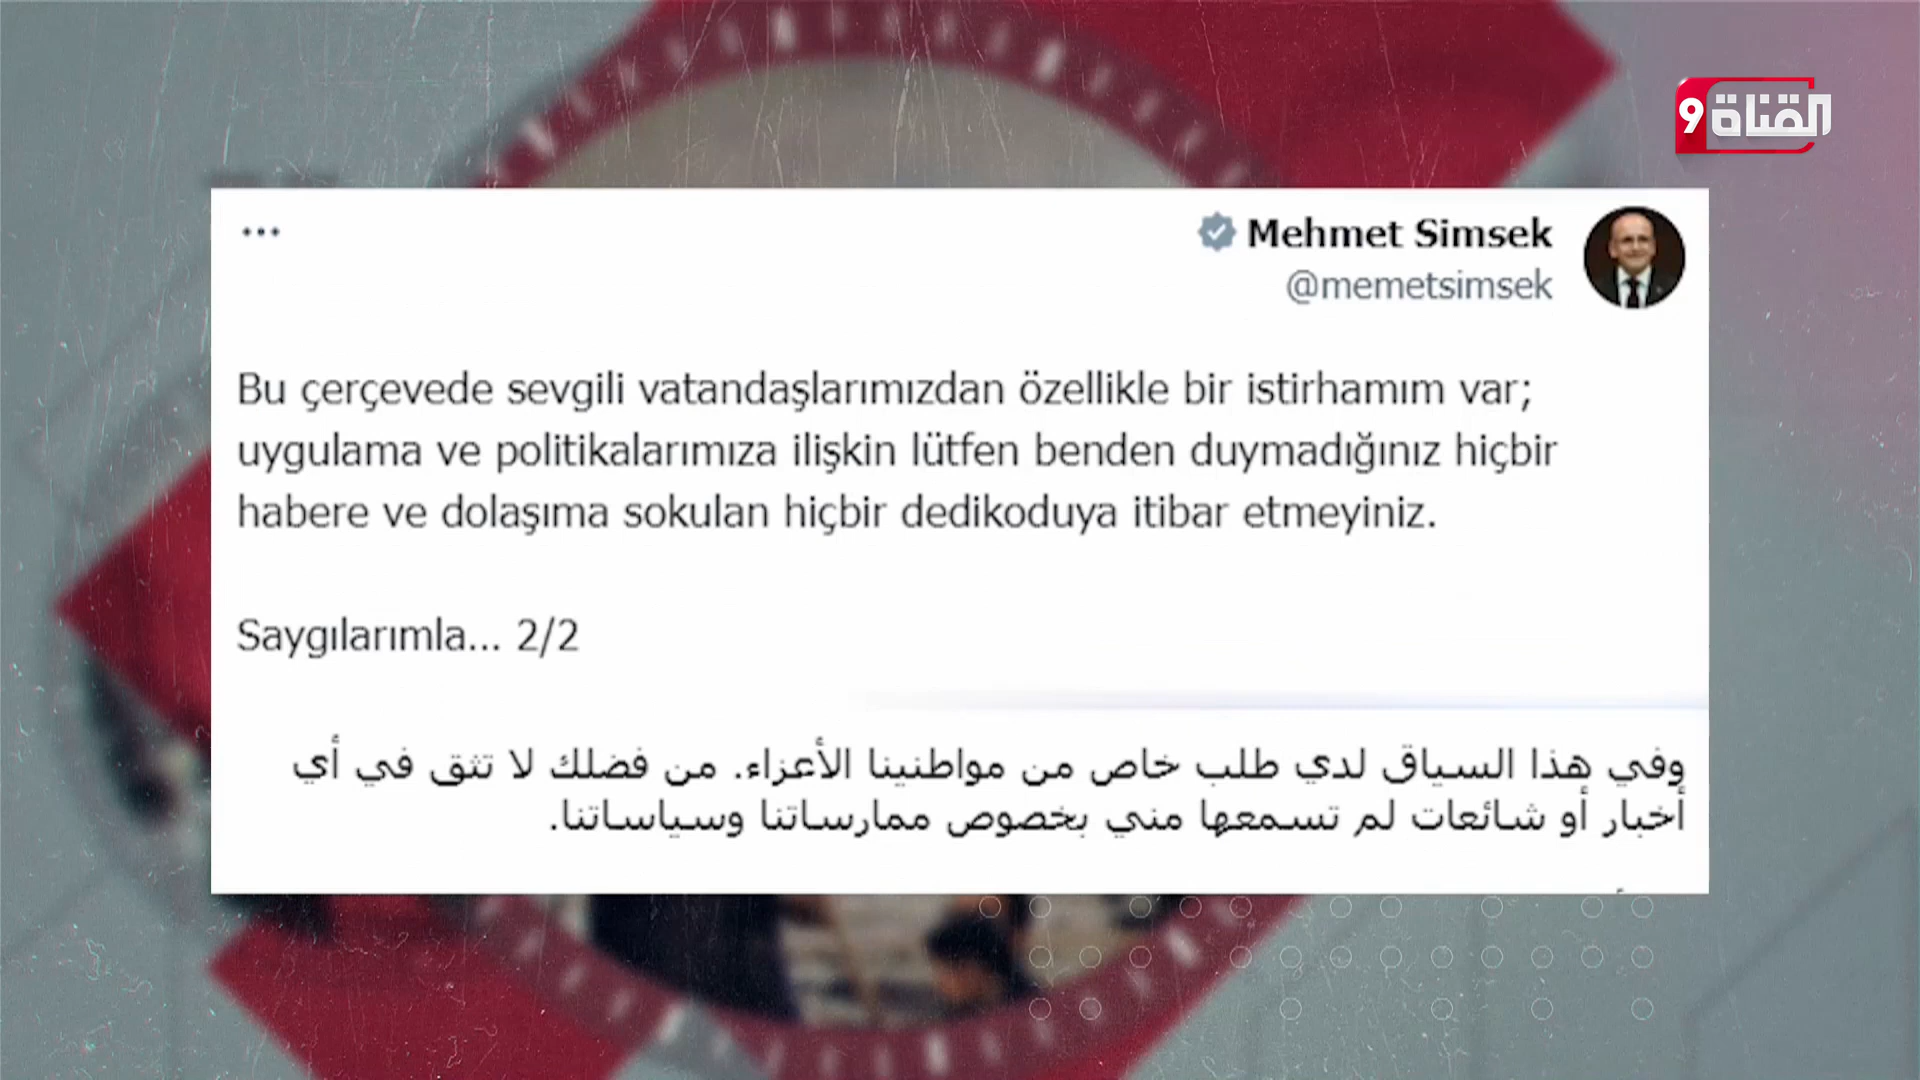 القناة 9
Mehmet Simsek
@memetsimsek
Bu çerçevede sevgili vatandaşlarımızdan özellikle bir istirhamım var;
uygulama ve politikalarımıza ilişkin lütfen benden duymadığınız hiçbir
habere ve dolaşıma sokulan hiçbir dedikoduya itibar etmeyiniz.
Saygılarımla... 2/2
وفي هذا السياق لدي طلب خاص من مواطنينا الأعزاء. من فضلك لا تثق في أي
أخبار أو شائعات لم تسمعها مني بخصوص ممارساتنا وسياساتنا.